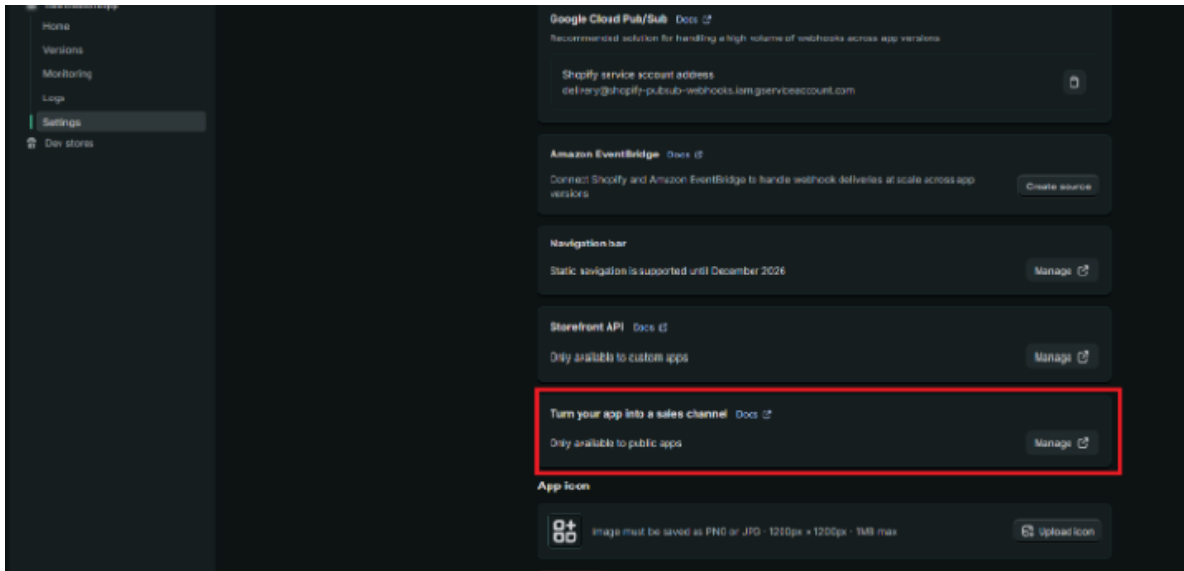 Home
Versions
Monitoring
Logs
Settings
Dev stores
Google Cloud Pub/Sub Docs
Recommended solution for handling a high volume of webhooks across app versions
Shopify service account address
delivery@shopify-pubsub-webhooks.iam.gserviceaccount.com
Amazon EventBridge Docs
Connect Shopify and Amazon EventBridge to handle webhook deliveries at scale across app
versions
Create source
Navigation bar
Static navigation is supported until December 2026
Manage
Storefront API Docs
Only available to custom apps
Manage
Turn your app into a sales channel Docs
Only available to public apps
Manage
App icon
Image must be saved as PNG or JPG · 1200px × 1200px · 1MB max
Upload icon